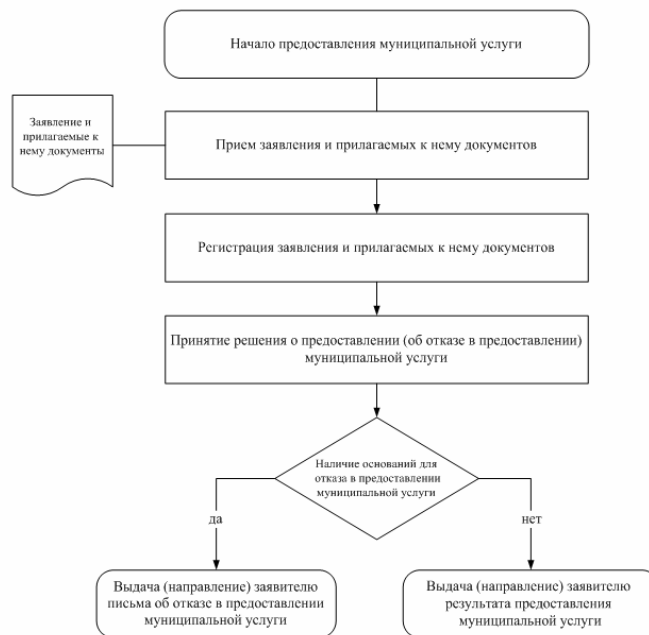 Начало предоставления муниципальной услуги
Заявление и
прилагаемые к
нему документы
Прием заявления и прилагаемых к нему документов
Регистрация заявления и прилагаемых к нему документов
Принятие решения о предоставлении (об отказе в предоставлении)
муниципальной услуги
Наличие оснований для
отказа в предоставлении
муниципальной услуги
да
нет
Выдача (направление) заявителю
письма об отказе в предоставлении
муниципальной услуги
Выдача (направление) заявителю
результата предоставления
муниципальной услуги